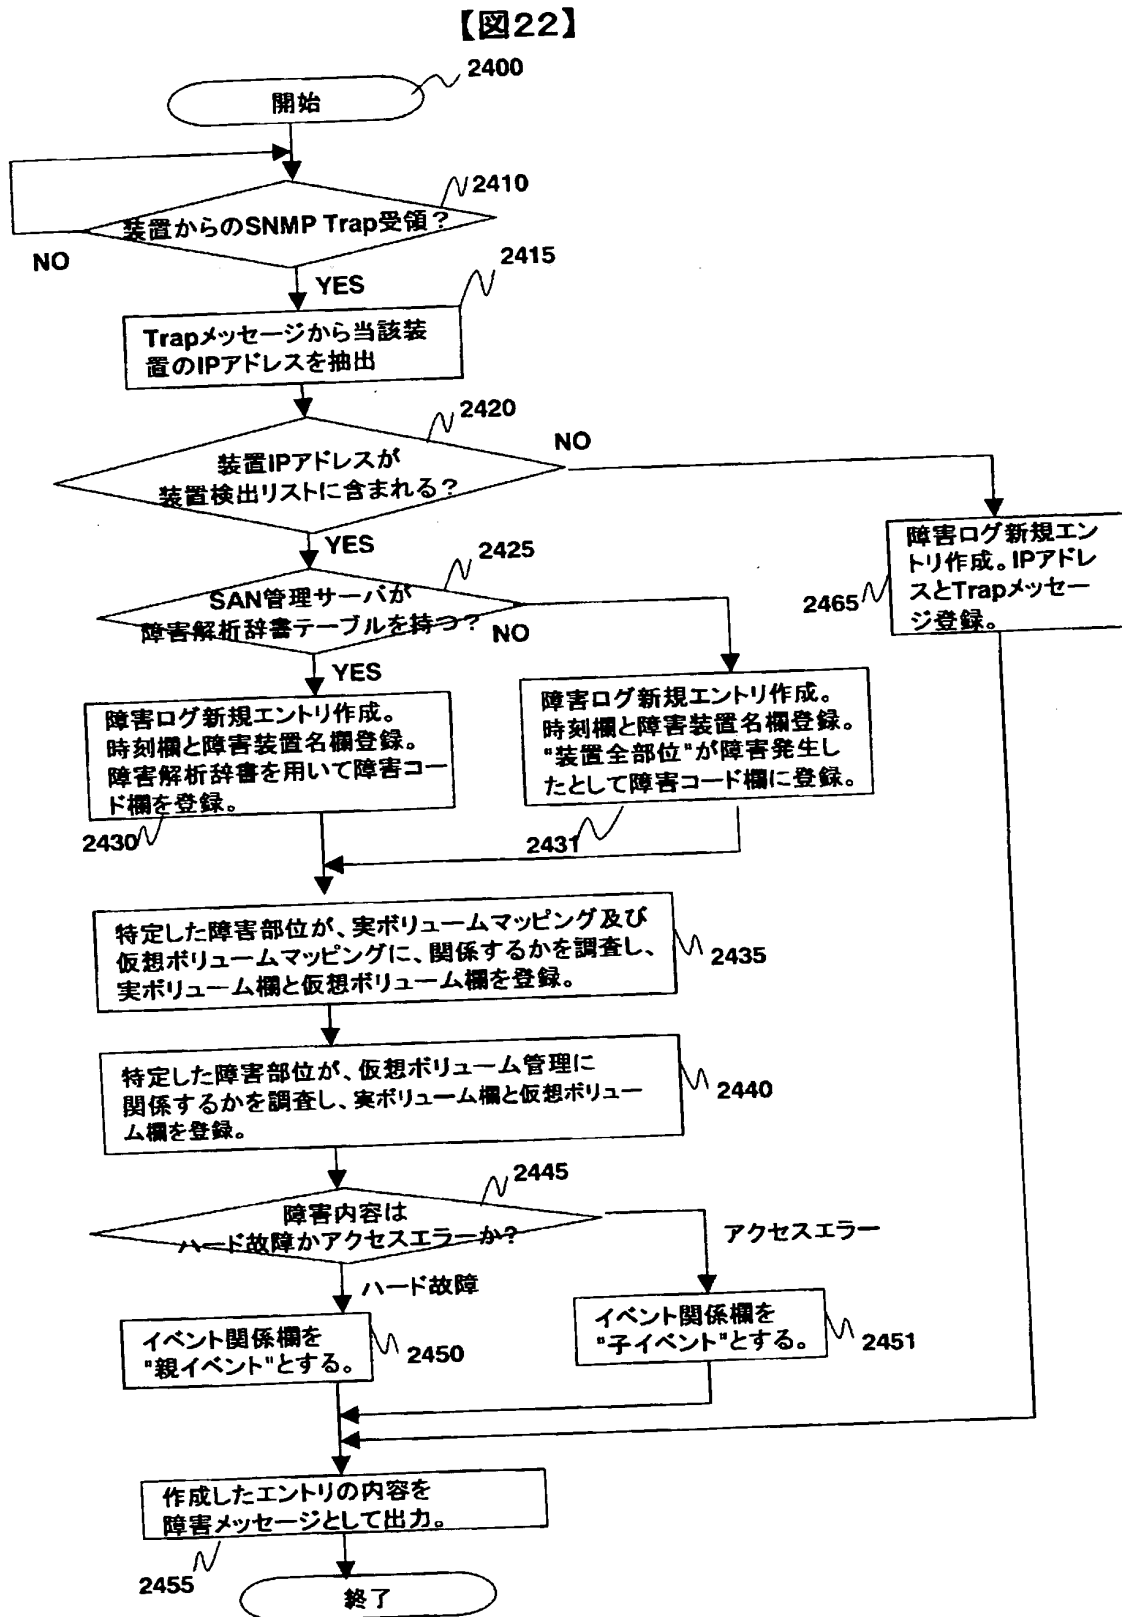 【図22】
2400
開始
2410
装置からのSNMP Trap受領？
NO
YES
2415
Trapメッセージから当該装
置のIPアドレスを抽出
2420
NO
装置IPアドレスが
装置検出リストに含まれる？
YES
2425
SAN管理サーバが
障害解析辞書テーブルを持つ？
NO
YES
障害ログ新規エン
トリ作成。IPアドレ
スとTrapメッセー
ジ登録。
2465
障害ログ新規エントリ作成。
時刻欄と障害装置名欄登録。
障害解析辞書を用いて障害コー
ド欄を登録。
2430
障害ログ新規エントリ作成。
時刻欄と障害装置名欄登録。
"装置全部位"が障害発生し
たとして障害コード欄に登録。
2431
特定した障害部位が、実ボリュームマッピング及び
仮想ボリュームマッピングに、関係するかを調査し、
実ボリューム欄と仮想ボリューム欄を登録。
2435
特定した障害部位が、仮想ボリューム管理に
関係するかを調査し、実ボリューム欄と仮想ボリュー
ム欄を登録。
2440
2445
障害内容は
ハード故障かアクセスエラーか？
アクセスエラー
ハード故障
イベント関係欄を
"親イベント"とする。
2450
イベント関係欄を
"子イベント"とする。
2451
作成したエントリの内容を
障害メッセージとして出力。
2455
終了